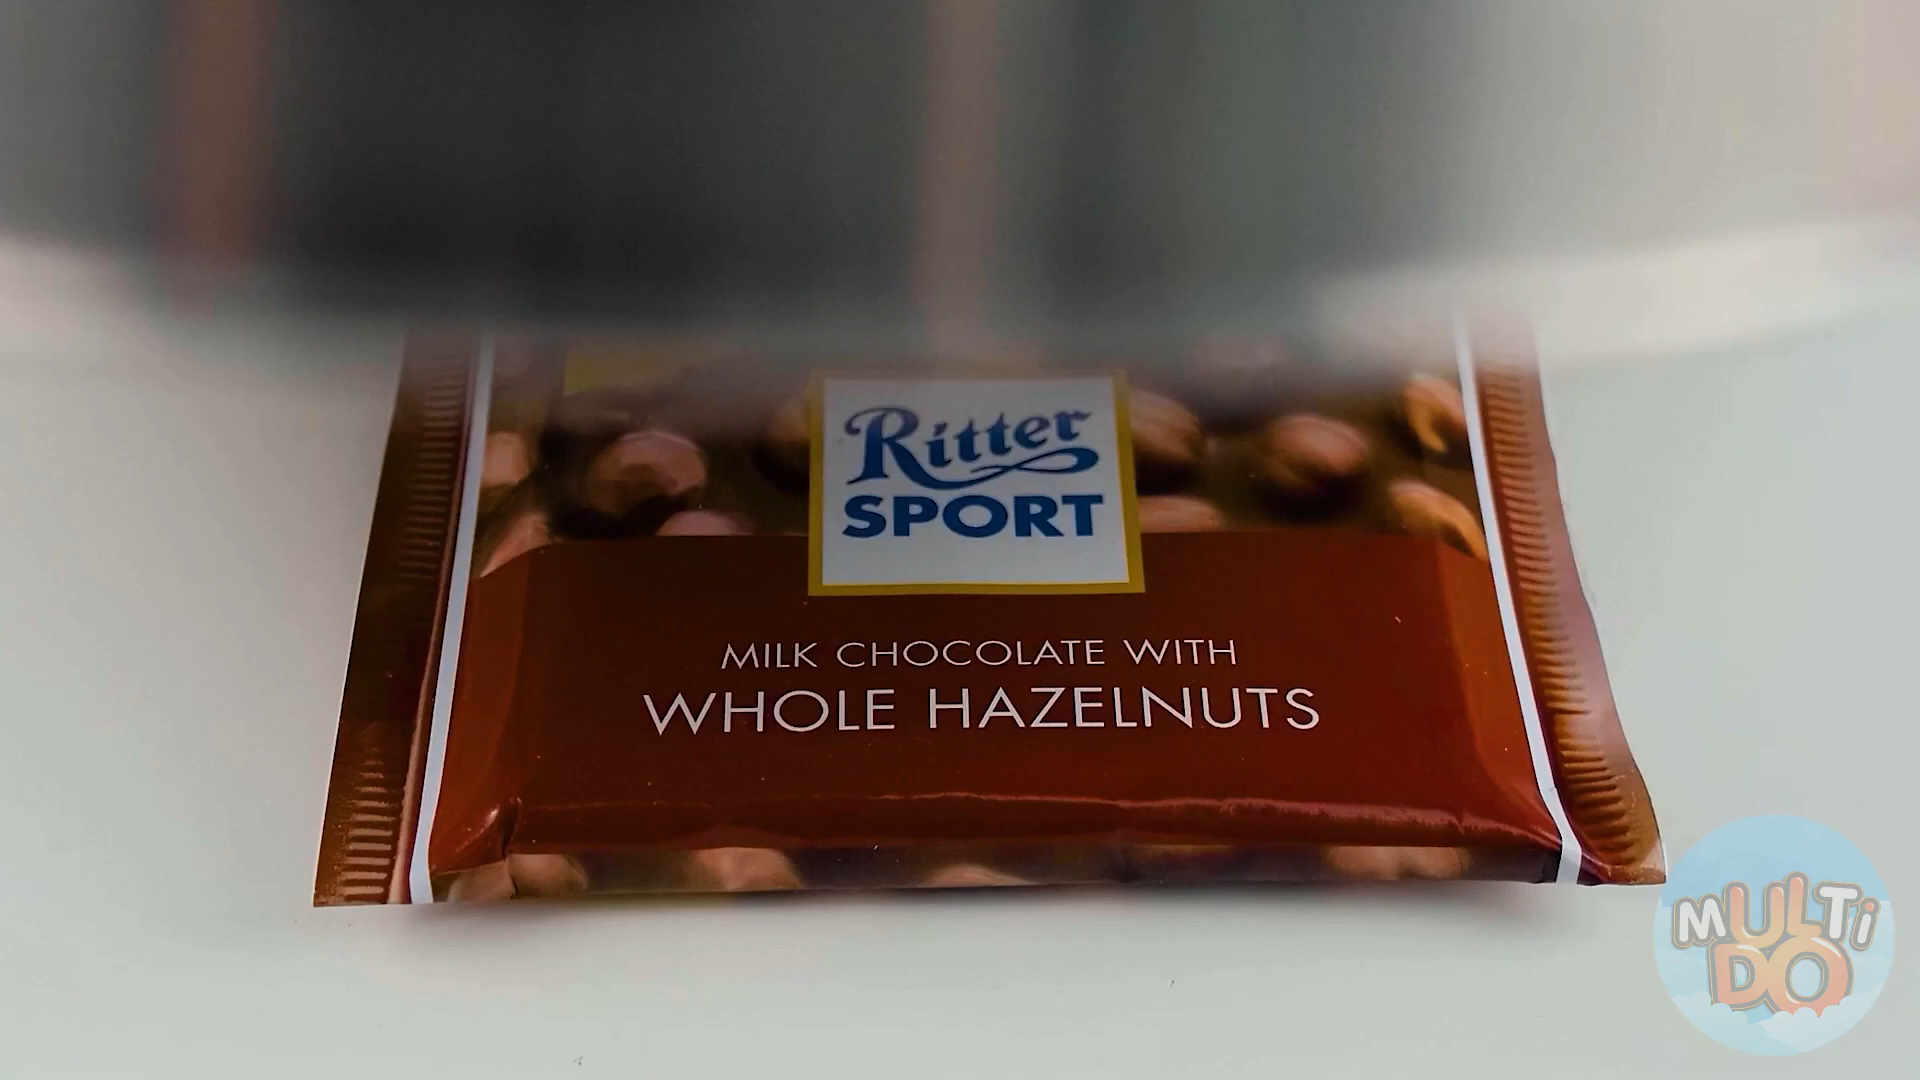 Ritter
SPORT
MILK CHOCOLATE WITH
WHOLE HAZELNUTS
MULTi
DO